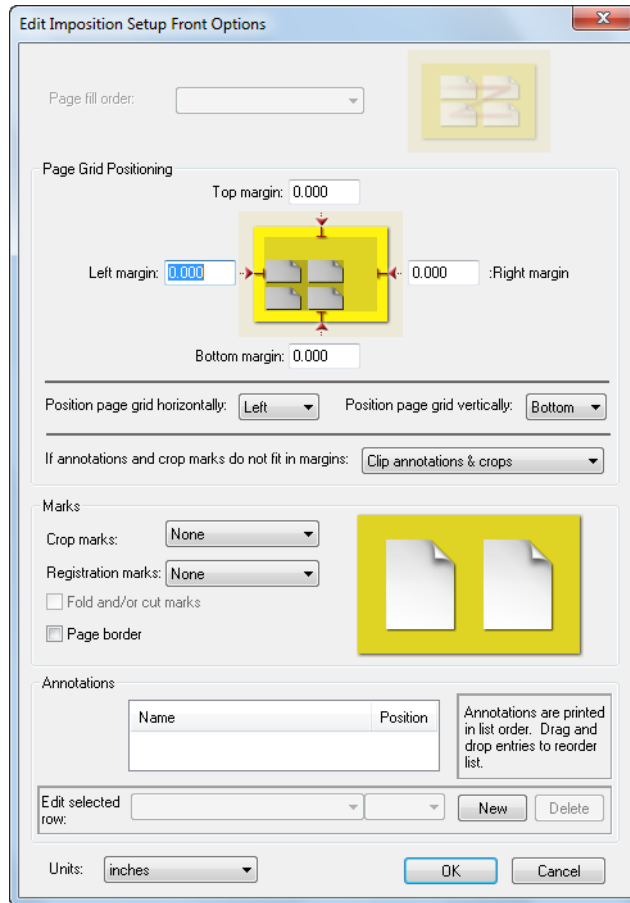 Edit Imposition Setup Front Options
Page fill order:
Page Grid Positioning
Top margin: 0.000
Left margin: 0.000 0.000 :Right margin
Bottom margin: 0.000
Position page grid horizontally: Left Position page grid vertically: Bottom
If annotations and crop marks do not fit in margins: Clip annotations & crops
Marks
Crop marks: None
Registration marks: None
Fold and/or cut marks
Page border
Annotations
Name Position
Annotations are printed
in list order. Drag and
drop entries to reorder
list.
Edit selected
row:
New Delete
Units: inches OK Cancel